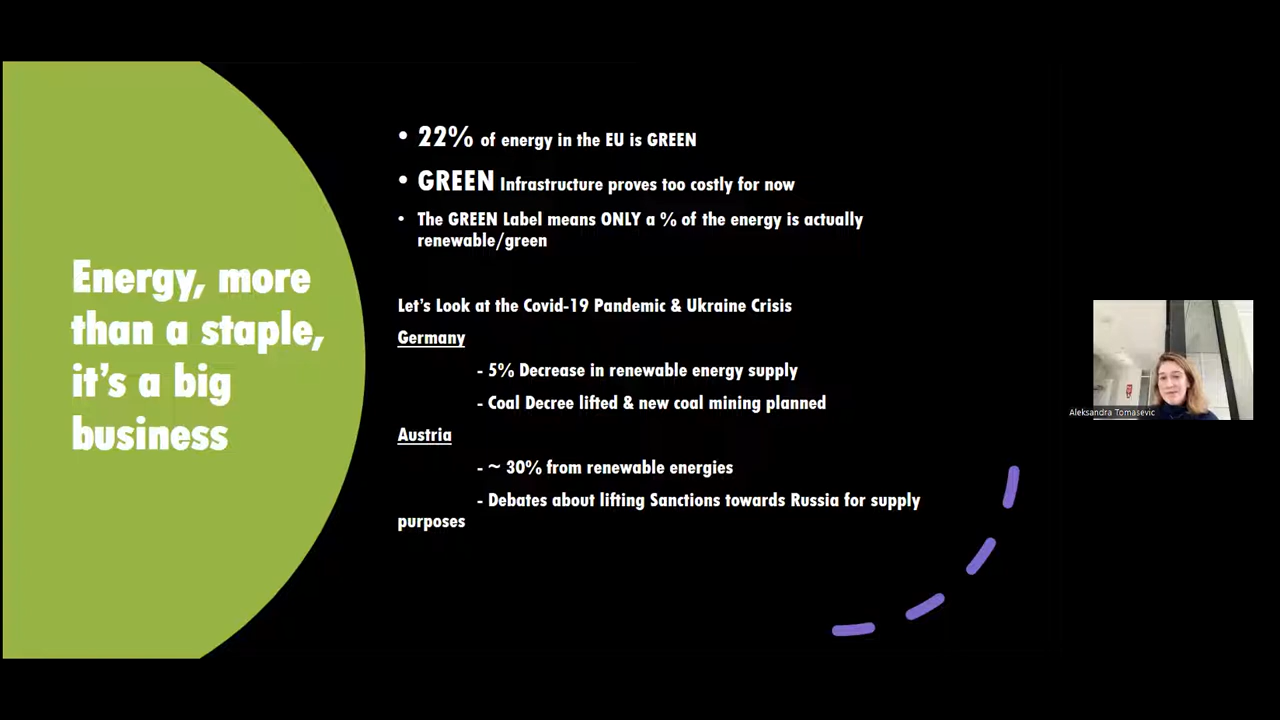 Energy, more
than a staple,
it's a big
business
• 22% of energy in the EU is GREEN
• GREEN Infrastructure proves too costly for now
• The GREEN Label means ONLY a % of the energy is actually
renewable/green
Let's Look at the Covid-19 Pandemic & Ukraine Crisis
Germany
- 5% Decrease in renewable energy supply
- Coal Decree lifted & new coal mining planned
Austria
- ~ 30% from renewable energies
- Debates about lifting Sanctions towards Russia for supply
purposes
Aleksandra Tomasevic